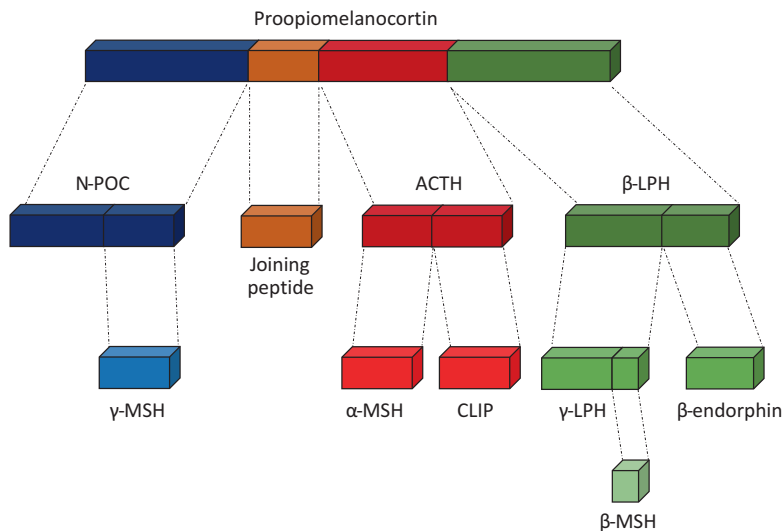 Proopiomelanocortin
N-POC
ACTH
β-LPH
Joining
peptide
γ-MSH
α-MSH
CLIP
γ-LPH
β-endorphin
β-MSH